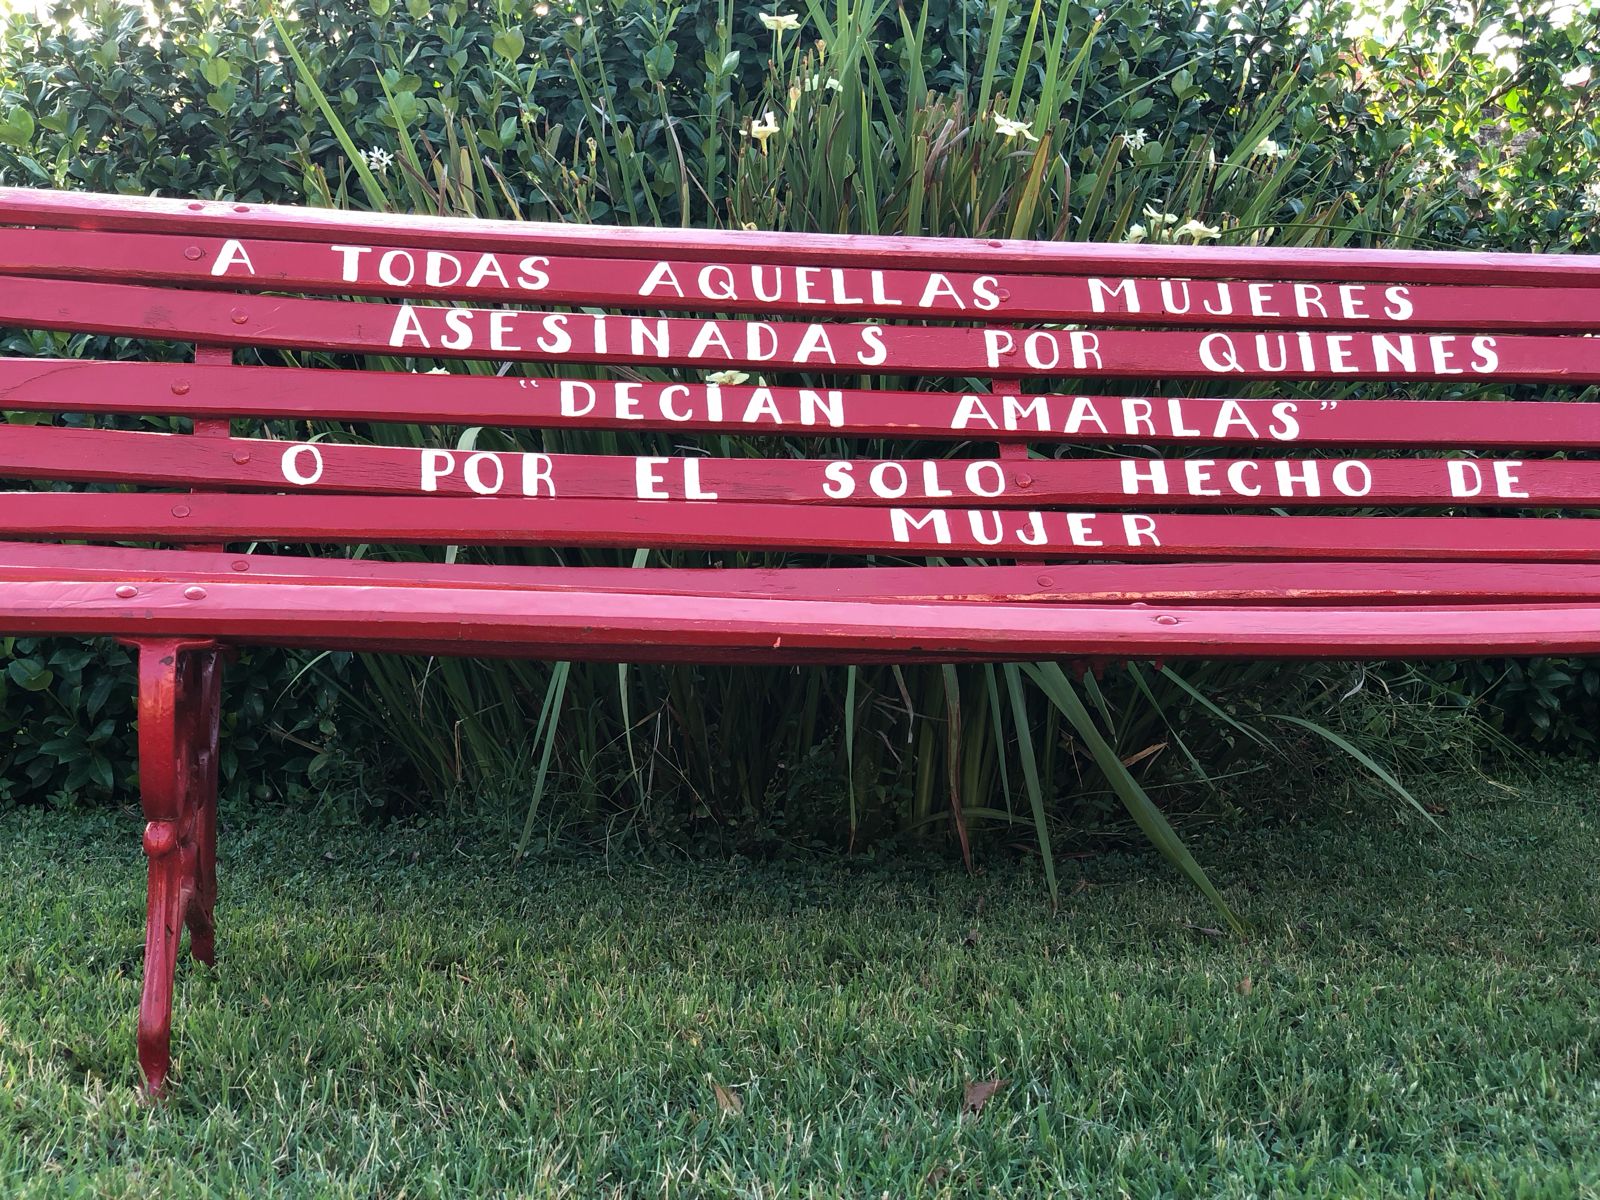 A TODAS AQUELLAS MUJERES
ASESINADAS POR QUIENES
“DECIAN AMARLAS”
O POR EL SOLO HECHO DE
MUJER